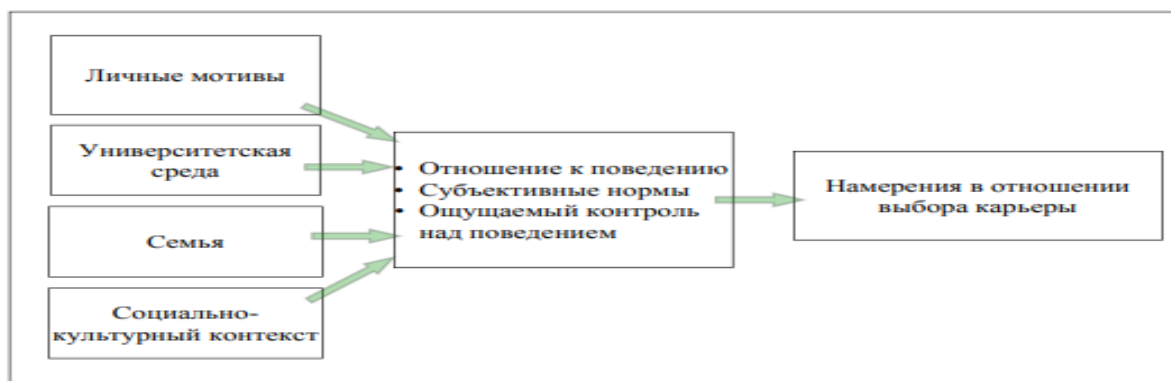 Личные мотивы
Университетская
среда
Семья
Социально-
культурный контекст
• Отношение к поведению
• Субъективные нормы
• Ощущаемый контроль
над поведением
Намерения в отношении
выбора карьеры